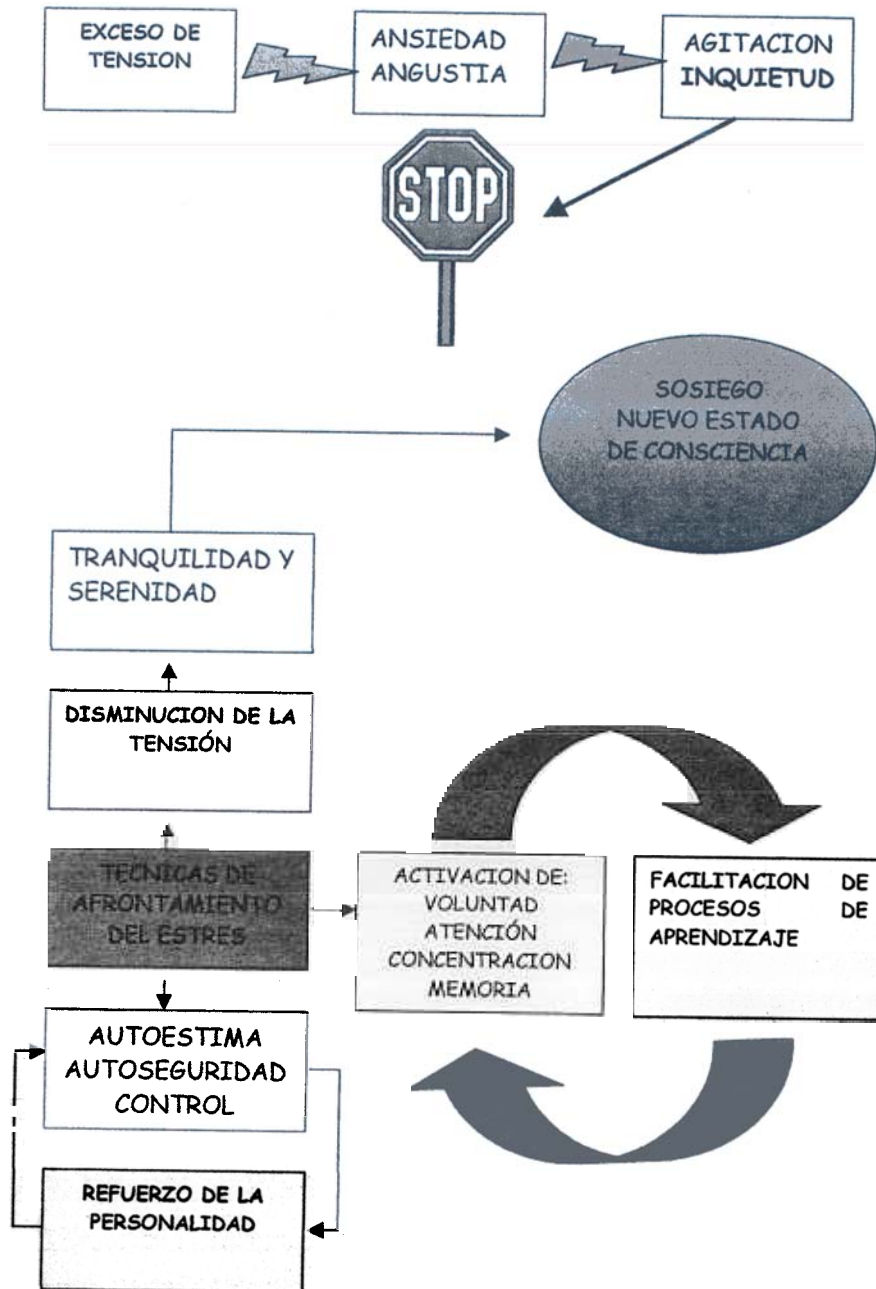 EXCESO DE
TENSION
ANSIEDAD
ANGUSTIA
AGITACION
INQUIETUD
STOP
SOSIEGO
NUEVO ESTADO
DE CONSCIENCIA
TRANQUILIDAD Y
SERENIDAD
DISMINUCION DE LA
TENSIÓN
TECNICAS DE
AFRONTAMIENTO
DEL ESTRES
ACTIVACION DE:
VOLUNTAD
ATENCIÓN
CONCENTRACION
MEMORIA
FACILITACION DE
PROCESOS DE
APRENDIZAJE
AUTOESTIMA
AUTOSEGURIDAD
CONTROL
REFUERZO DE LA
PERSONALIDAD